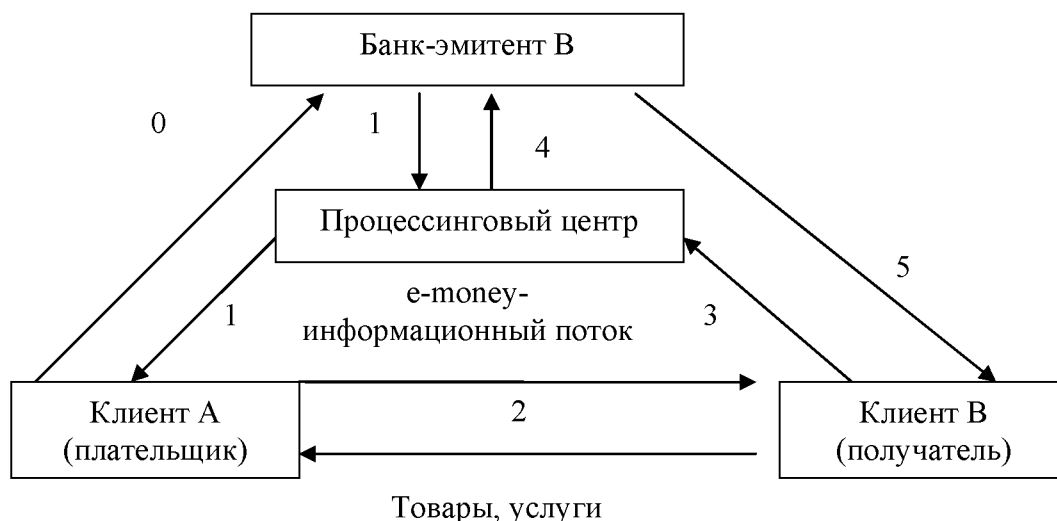 Банк-эмитент В
0
1
4
Процессинговый центр
5
e-money-
1
3
информационный поток
Клиент А
2
Клиент В
(плательщик)
(получатель)
Товары, услуги